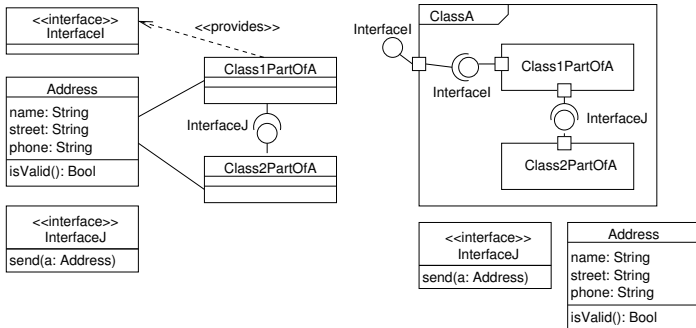 <<interface>>
InterfaceI
<<provides>>
Class1PartOfA
Address
name: String
street: String
phone: String
isValid(): Bool
InterfaceJ
Class2PartOfA
<<interface>>
InterfaceJ
send(a: Address)
ClassA
InterfaceI
Class1PartOfA
InterfaceI
InterfaceJ
Class2PartOfA
<<interface>>
InterfaceJ
send(a: Address)
Address
name: String
street: String
phone: String
isValid(): Bool